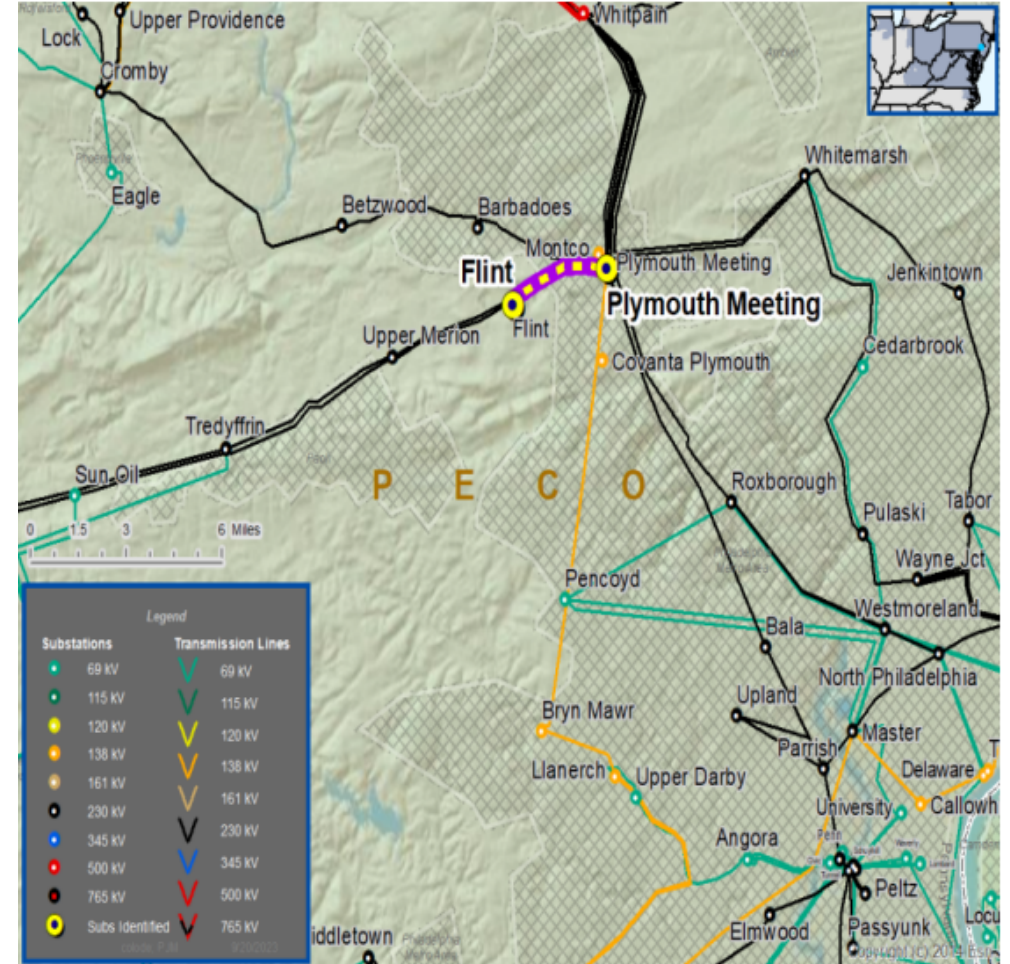 Upper Providence
Whitpain
Lock
Cromby
Whitemarsh
Eagle
Betzwood
Barbadoes
Montco
Plymouth Meeting
Flint
Jenkintown
Plymouth Meeting
Flint
Upper Merion
Cedarbrook
Covanta Plymouth
Tredyffrin
Sun Oil
P E C O
Roxborough
Tabor
Pulaski
0 1.5 3 6 Miles
Wayne Jct
Pencoyd
Westmoreland
Bala
North Philadelphia
Upland
Bryn Mawr
Master
Parrish
Llanerch
Upper Darby
Delaware
T
University
Callowh
Angora
Penn
Peltz
Elmwood
Passyunk
Locu
iddletown
Legend
Substations Transmission Lines
69 kV 69 kV
115 kV 115 kV
120 kV 120 kV
138 kV 138 kV
161 kV 161 kV
230 kV 230 kV
345 kV 345 kV
500 kV 500 kV
765 kV 765 kV
Subs Identified
Copyright (c) 2014 Esri